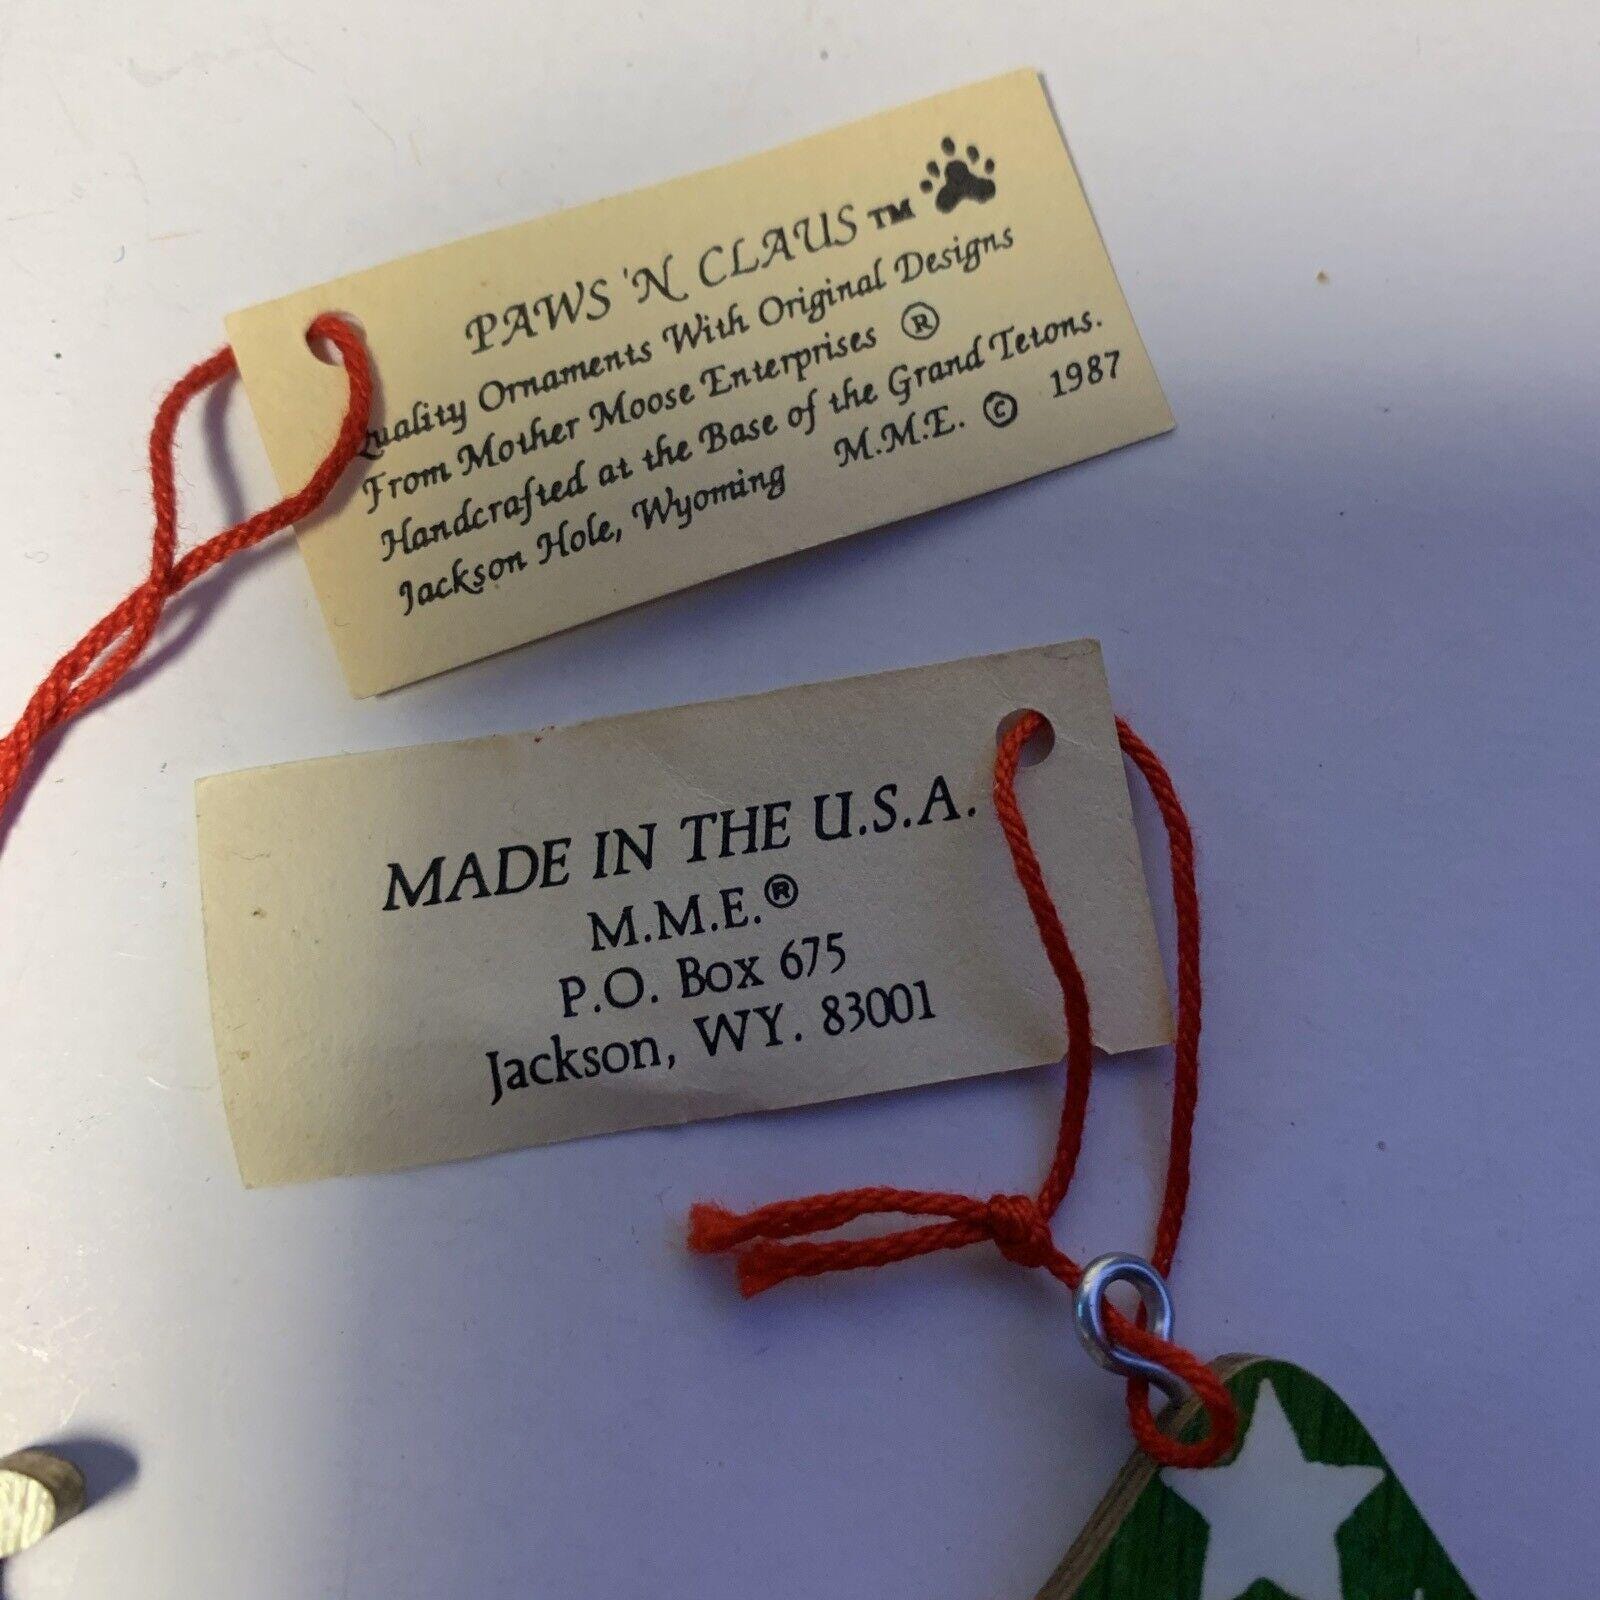 PAWS 'N CLAUS TM
Quality Ornaments With Original Designs
From Mother Moose Enterprises ®
Handcrafted at the Base of the Grand Tetons.
Jackson Hole, Wyoming M.M.E. © 1987
MADE IN THE U.S.A.
M.M.E.®
P.O. Box 675
Jackson, WY. 83001